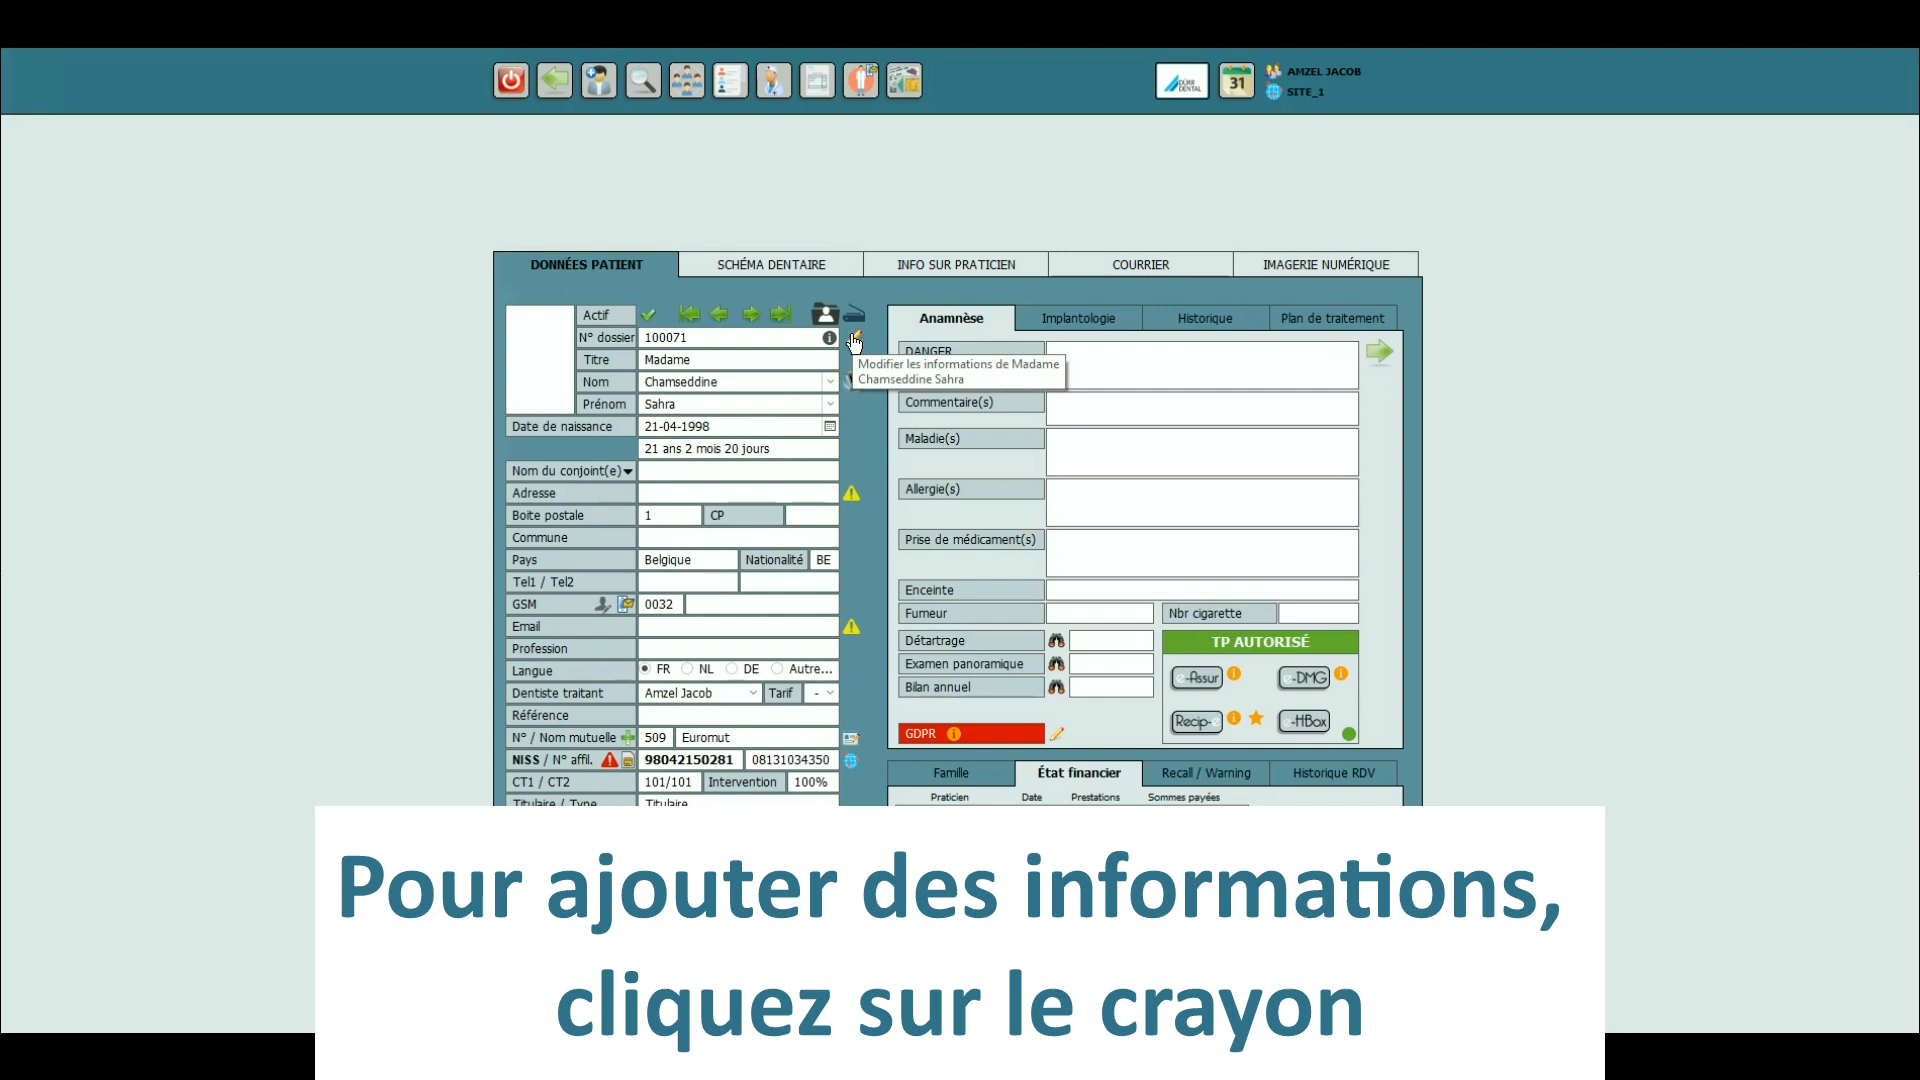 DÜRR
DENTAL
31
AMZEL JACOB
SITE_1
DONNÉES PATIENT
SCHÉMA DENTAIRE
INFO SUR PRATICIEN
COURRIER
IMAGERIE NUMÉRIQUE
Actif
N° dossier 100071
Titre Madame
Nom Chamseddine
Prénom Sahra
Date de naissance 21-04-1998
21 ans 2 mois 20 jours
Nom du conjoint(e)
Adresse
Boite postale 1 CP
Commune
Pays Belgique Nationalité BE
Tel1 / Tel2
GSM 0032
Email
Profession
Langue FR NL DE Autre...
Dentiste traitant Amzel Jacob Tarif -
Référence
N° / Nom mutuelle 509 Euromut
NISS / N° affil. 98042150281 08131034350
CT1 / CT2 101/101 Intervention 100%
Titulaire / Type Titulaire
Modifier les informations de Madame
Chamseddine Sahra
Anamnèse
Implantologie
Historique
Plan de traitement
DANGER
Commentaire(s)
Maladie(s)
Allergie(s)
Prise de médicament(s)
Enceinte
Fumeur Nbr cigarette
Détartrage
Examen panoramique
Bilan annuel
TP AUTORISÉ
e-Assur e-DMG
Recip-e e-HBox
GDPR
Famille
État financier
Recall / Warning
Historique RDV
Praticien Date Prestations Sommes payées
Pour ajouter des informations,
cliquez sur le crayon